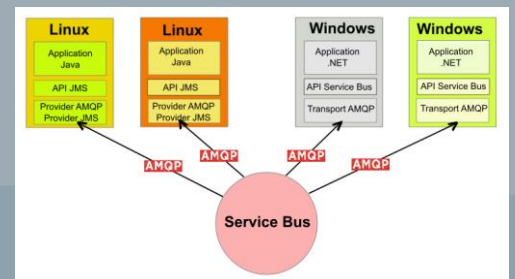 Linux
Application
Java
API JMS
Provider AMQP
Provider JMS
Linux
Application
Java
API JMS
Provider AMQP
Provider JMS
Windows
Application
.NET
API Service Bus
Transport AMQP
Windows
Application
.NET
API Service Bus
Transport AMQP
AMQP
AMQP
AMQP
AMQP
Service Bus